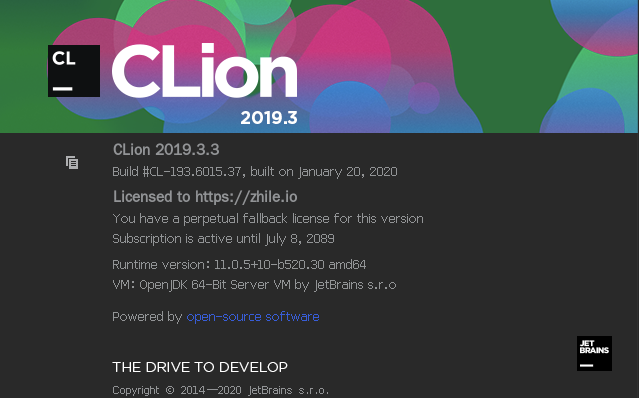 CL
CLion
2019.3
CLion 2019.3.3
Build #CL-193.6015.37, built on January 20, 2020
Licensed to https://zhile.io
You have a perpetual fallback license for this version
Subscription is active until July 8, 2089
Runtime version: 11.0.5+10-b520.30 amd64
VM: OpenJDK 64-Bit Server VM by JetBrains s.r.o
Powered by open-source software
JET
BRAINS
THE DRIVE TO DEVELOP
Copyright © 2014—2020 JetBrains s.r.o.